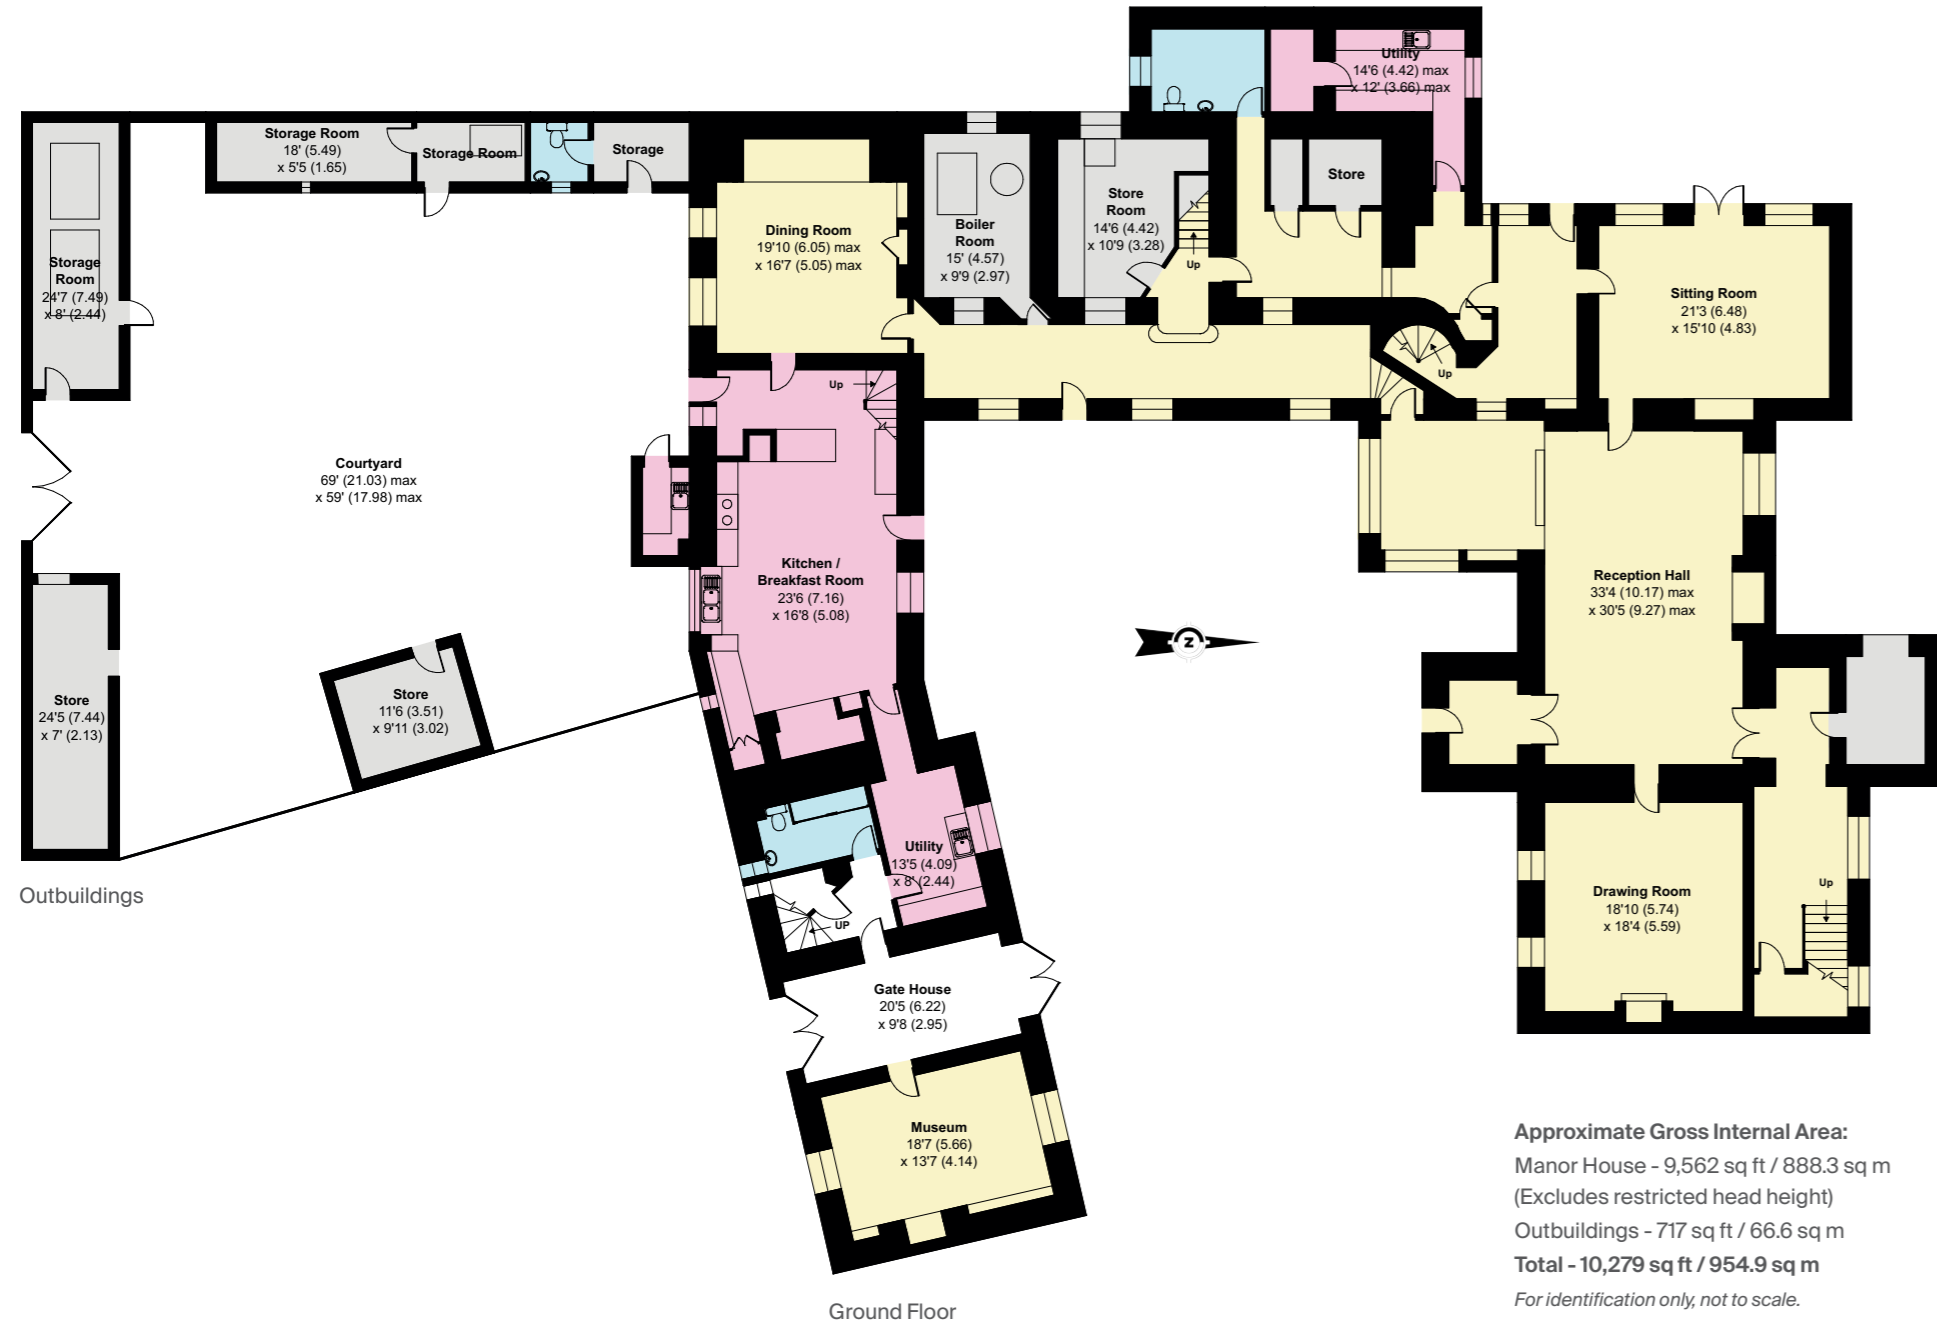 Utility
14'6 (4.42) max
x 12' (3.66) max
Storage Room
18' (5.49)
x 5'5 (1.65)
Storage Room
Storage
Storage
Room
24'7 (7.49)
x 8' (2.44)
Dining Room
19'10 (6.05) max
x 16'7 (5.05) max
Boiler
Room
15' (4.57)
x 9'9 (2.97)
Store
Room
14'6 (4.42)
x 10'9 (3.28)
Up
Store
Sitting Room
21'3 (6.48)
x 15'10 (4.83)
Up
Up
Courtyard
69' (21.03) max
x 59' (17.98) max
Kitchen /
Breakfast Room
23'6 (7.16)
x 16'8 (5.08)
Reception Hall
33'4 (10.17) max
x 30'5 (9.27) max
Z
Store
24'5 (7.44)
x 7' (2.13)
Store
11'6 (3.51)
x 9'11 (3.02)
Utility
13'5 (4.09)
x 8' (2.44)
UP
Drawing Room
18'10 (5.74)
x 18'4 (5.59)
Up
Outbuildings
Gate House
20'5 (6.22)
x 9'8 (2.95)
Museum
18'7 (5.66)
x 13'7 (4.14)
Ground Floor
Approximate Gross Internal Area:
Manor House - 9,562 sq ft / 888.3 sq m
(Excludes restricted head height)
Outbuildings - 717 sq ft / 66.6 sq m
Total - 10,279 sq ft / 954.9 sq m
For identification only, not to scale.